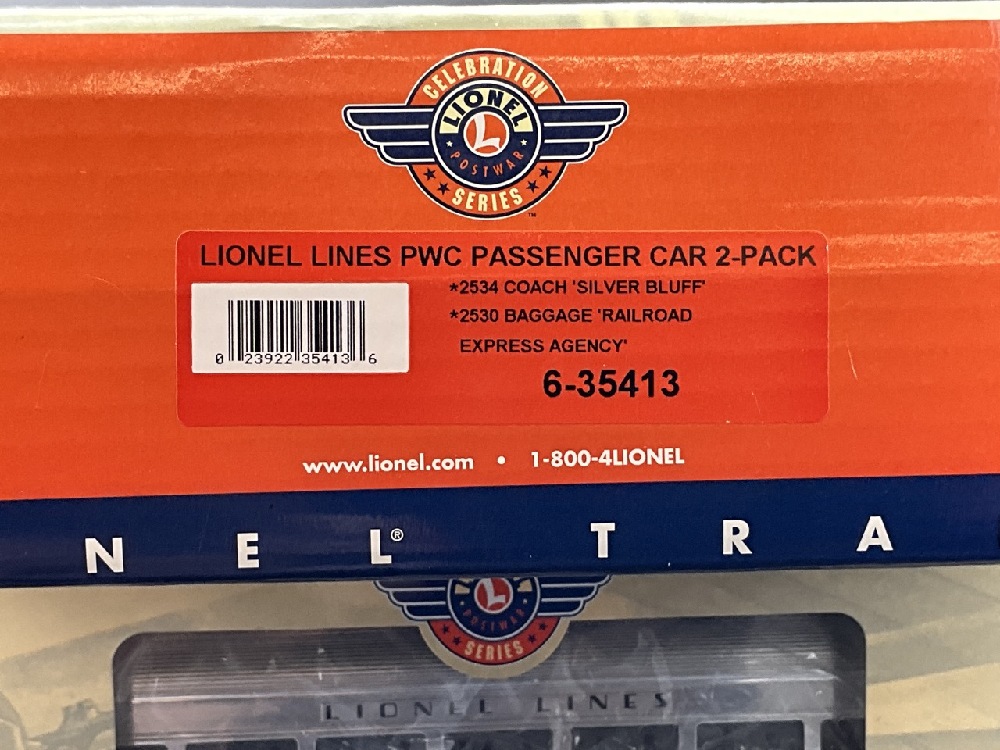 CELEBRATION
LIONEL
L
POSTWAR
SERIES
™
LIONEL LINES PWC PASSENGER CAR 2-PACK
*2534 COACH 'SILVER BLUFF'
*2530 BAGGAGE 'RAILROAD
EXPRESS AGENCY'
6-35413
0 23922 35413 6
www.lionel.com • 1-800-4LIONEL
N E L® T R A
L
POSTWAR
SERIES
LIONEL LINES